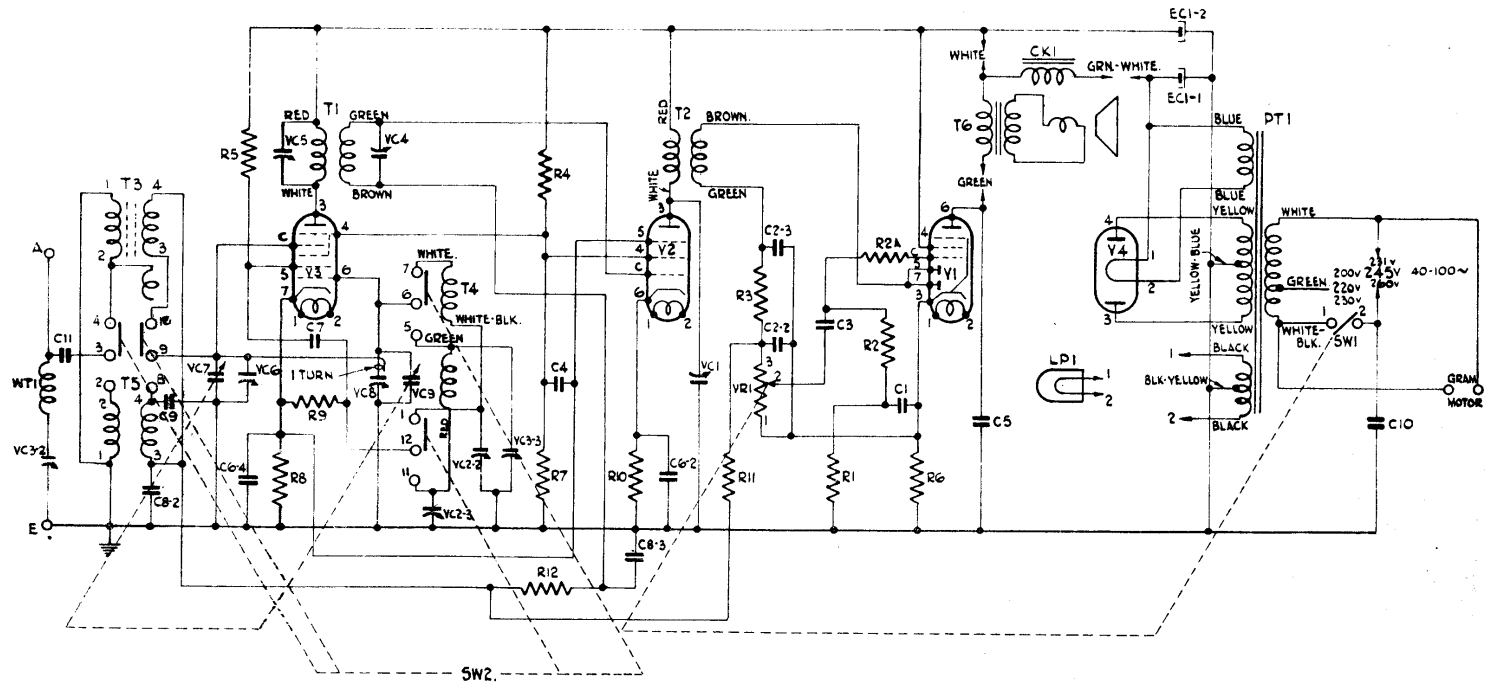 EC1-2
WHITE
CK1
GRN.-WHITE.
EC1-1
RED
T1
GREEN
VC5
VC4
WHITE
BROWN
R5
R4
RED
T2
BROWN.
WHITE
GREEN
T6
GREEN
BLUE
PT1
BLUE
YELLOW
YELLOW-BLUE
YELLOW
WHITE
GREEN.
WHITE-
BLK.
200V
220V
230V
231V
245V
260V
40-100~
1
2
SW1
BLACK
BLK-YELLOW
BLACK
1
2
GRAM
MOTOR
C10
4
V4
1
2
3
LP1
1
2
1
T3
4
2
3
A
C11
4
3
10
9
WT1
2
T5
8
2
4
C9
1
3
VC3-2
C8-2
E
VC7
VC6
1 TURN
3
C
4
5
V3
6
7
1
2
C7
R9
C6-4
R8
VC8
VC9
WHITE.
7
T4
6
5
WHITE-BLK.
GREEN
1
RED
12
11
VC2-2
VC3-3
VC2-3
C4
R7
3
5
4
V2
C
6
1
2
R10
C6-2
VC1
C8-3
R12
C2-3
R3
C2-2
3
VR1
2
1
R11
C3
R2A
R2
C1
R1
R6
6
4
C
5
7
V1
3
1
2
C5
SW2.